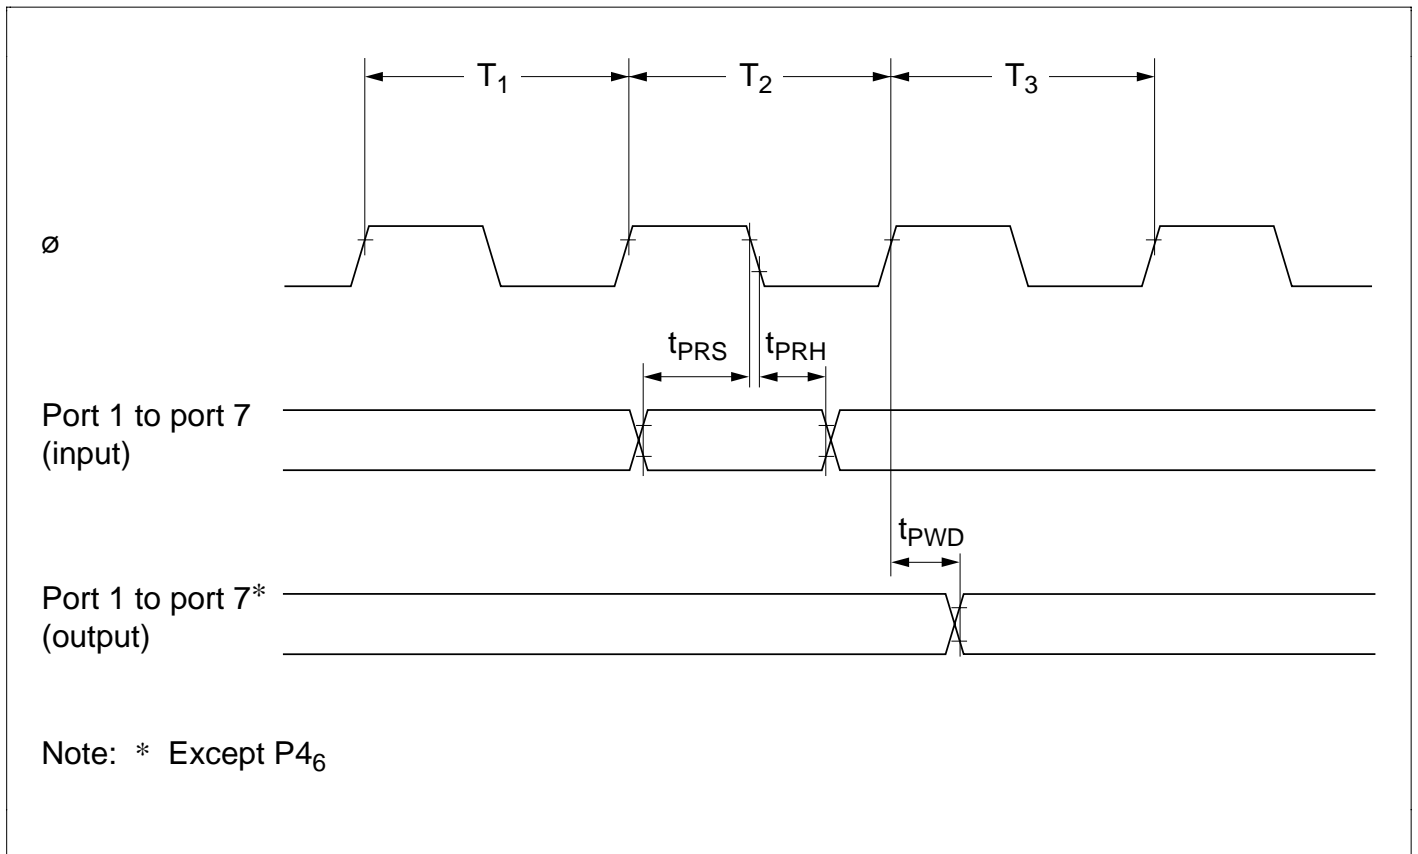 T1 T2 T3
ø
tPRS tPRH
Port 1 to port 7
(input)
tPWD
Port 1 to port 7*
(output)
Note: * Except P46